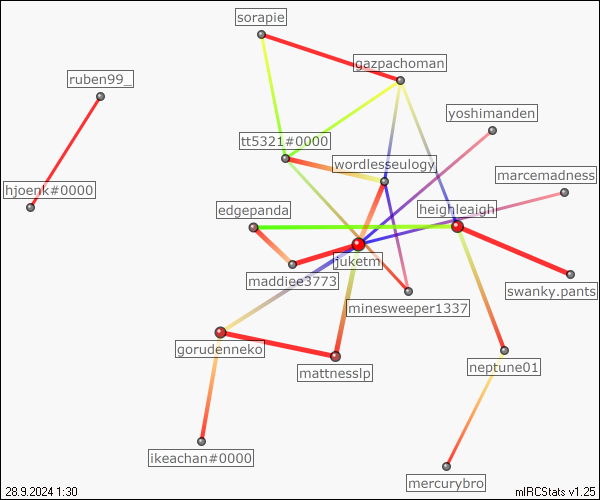 sorapie
gazpachoman
ruben99_
yoshimanden
tt5321#0000
wordlesseulogy
marcemadness
hjoerk#0000
edgepanda
heighleaigh
juketm
maddiee3773
swanky.pants
minesweeper1337
gorudenneko
mattnesslp
neptune01
ikeachan#0000
mercurybro
28.9.2024 1:30
mIRCStats v1.25